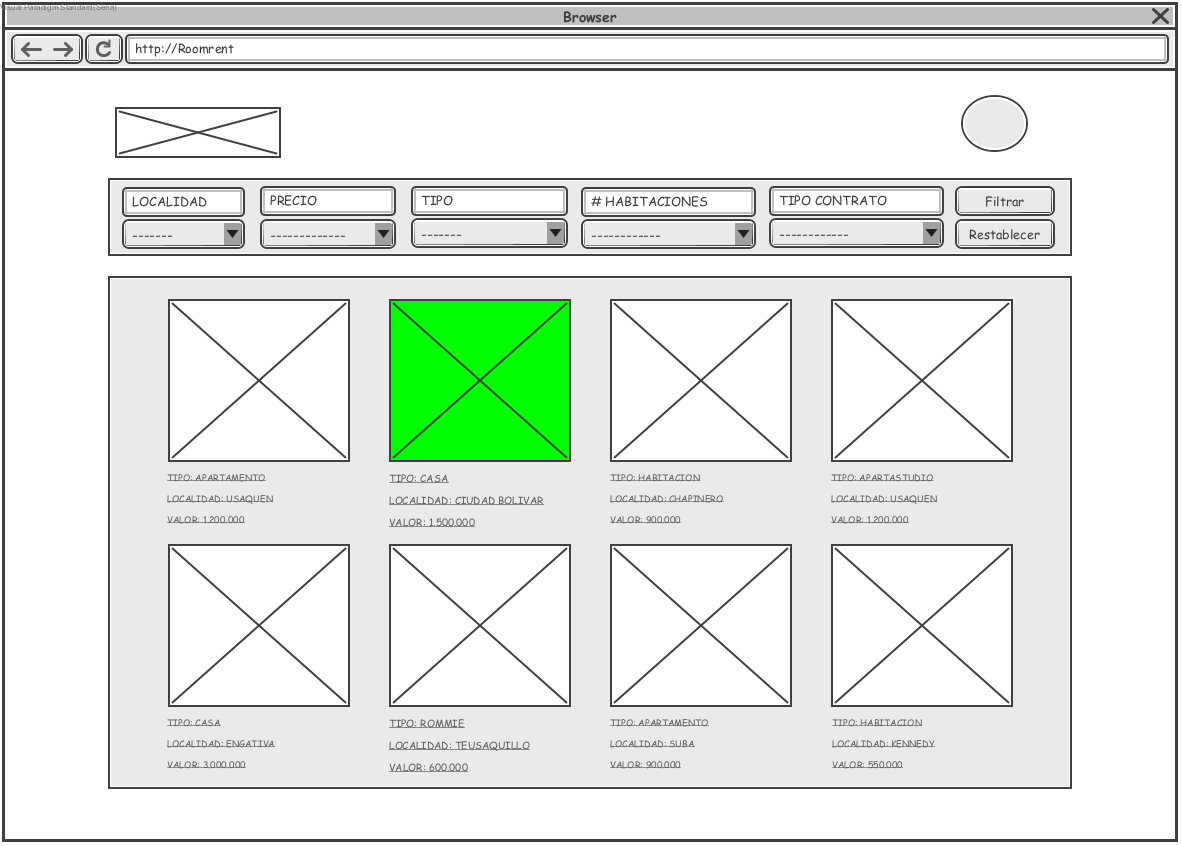 Visual Paradigm Standard(Seria)
Browser
http://Roomrent
LOCALIDAD PRECIO TIPO # HABITACIONES TIPO CONTRATO Filtrar
------- ------------- ------- ------------ ------------ Restablecer
TIPO: APARTAMENTO
LOCALIDAD: USAQUEN
VALOR: 1.200.000
TIPO: CASA
LOCALIDAD: CIUDAD BOLIVAR
VALOR: 1.500.000
TIPO: HABITACION
LOCALIDAD: CHAPINERO
VALOR: 900.000
TIPO: APARTASTUDIO
LOCALIDAD: USAQUEN
VALOR: 1.200.000
TIPO: CASA
LOCALIDAD: ENGATIVA
VALOR: 3.000.000
TIPO: ROMMIE
LOCALIDAD: TEUSAQUILLO
VALOR: 600.000
TIPO: APARTAMENTO
LOCALIDAD: SUBA
VALOR: 900.000
TIPO: HABITACION
LOCALIDAD: KENNEDY
VALOR: 550.000